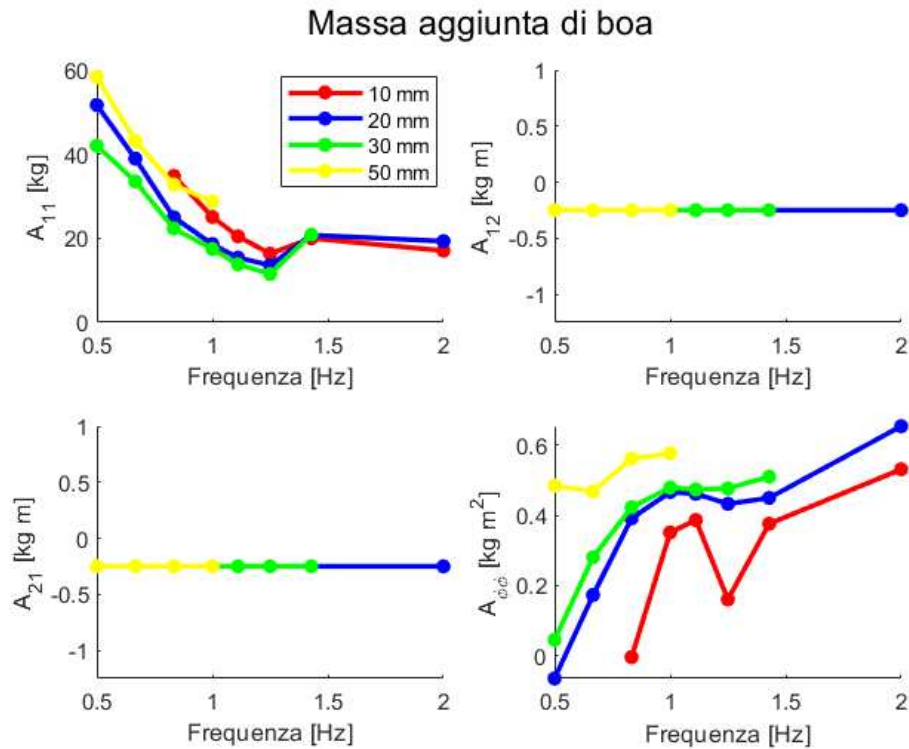 Massa aggiunta di boa
60
40
20
0
A11 [kg]
0.5 1 1.5 2
Frequenza [Hz]
10 mm
20 mm
30 mm
50 mm
1
0.5
0
-0.5
-1
A12 [kg m]
0.5 1 1.5 2
Frequenza [Hz]
1
0.5
0
-0.5
-1
A21 [kg m]
0.5 1 1.5 2
Frequenza [Hz]
0.6
0.4
0.2
0
A [kg m2]
0.5 1 1.5 2
Frequenza [Hz]